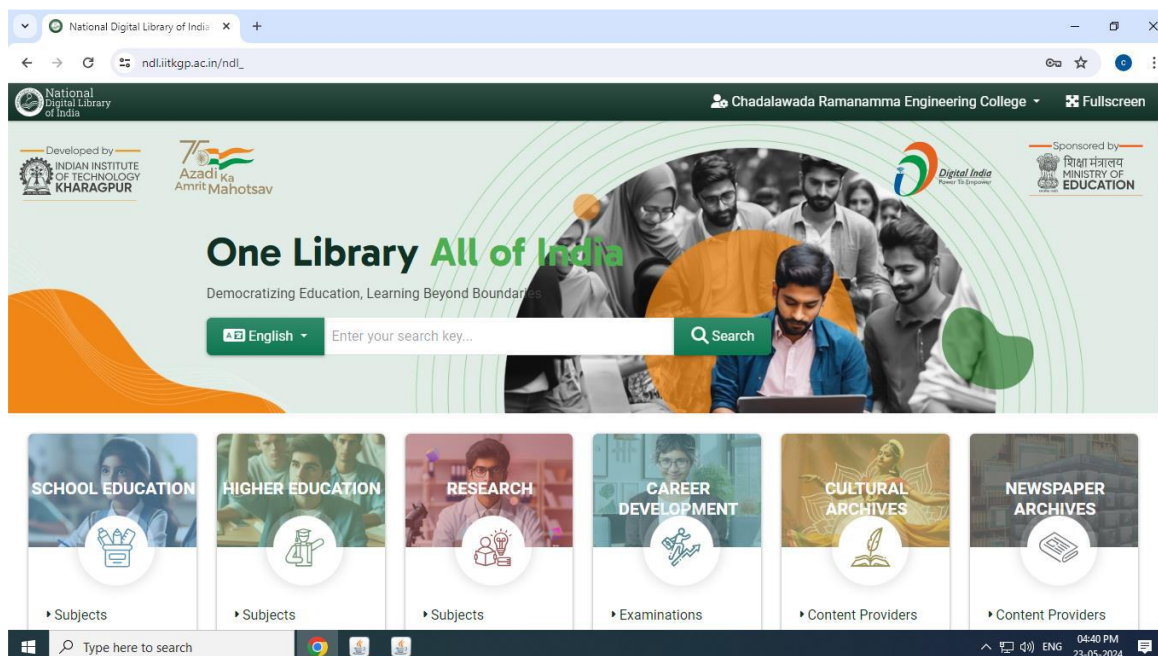 National Digital Library of India
ndl.iitkgp.ac.in/ndl_
C
National
Digital Library
of India
Chadalawada Ramanamma Engineering College
Fullscreen
Developed by
INDIAN INSTITUTE
OF TECHNOLOGY
KHARAGPUR
75
Azadi Ka
Amrit Mahotsav
Digital India
Power To Empower
Sponsored by
शिक्षा मंत्रालय
MINISTRY OF
EDUCATION
One Library All of India
Democratizing Education, Learning Beyond Boundaries
English
Enter your search key...
Search
SCHOOL EDUCATION
HIGHER EDUCATION
RESEARCH
CAREER
DEVELOPMENT
CULTURAL
ARCHIVES
NEWSPAPER
ARCHIVES
Subjects
Subjects
Subjects
Examinations
Content Providers
Content Providers
Type here to search
ENG
04:40 PM
23-05-2024